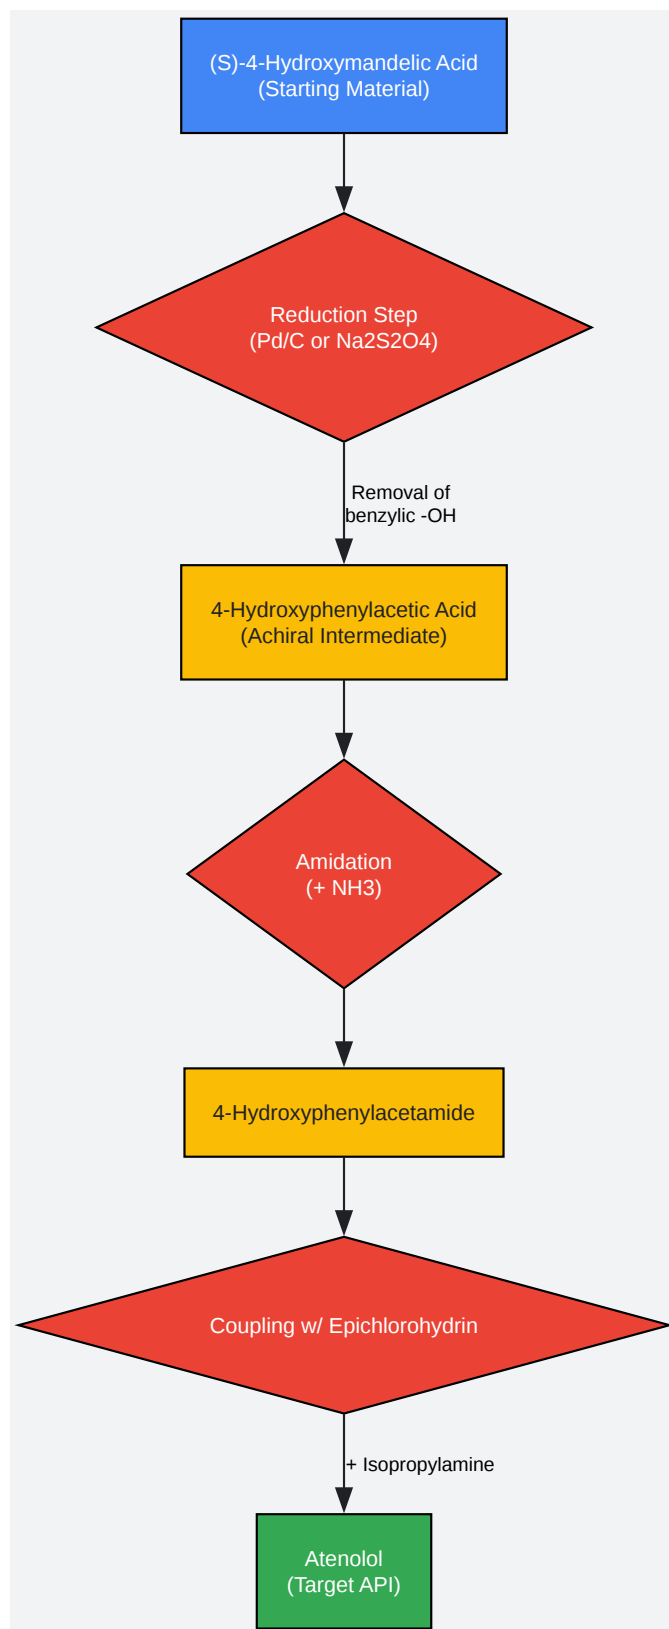 (S)-4-Hydroxymandelic Acid
(Starting Material)
Reduction Step
(Pd/C or Na2S2O4)
Removal of
benzylic -OH
4-Hydroxyphenylacetic Acid
(Achiral Intermediate)
Amidation
(+ NH3)
4-Hydroxyphenylacetamide
Coupling w/ Epichlorohydrin
+ Isopropylamine
Atenolol
(Target API)